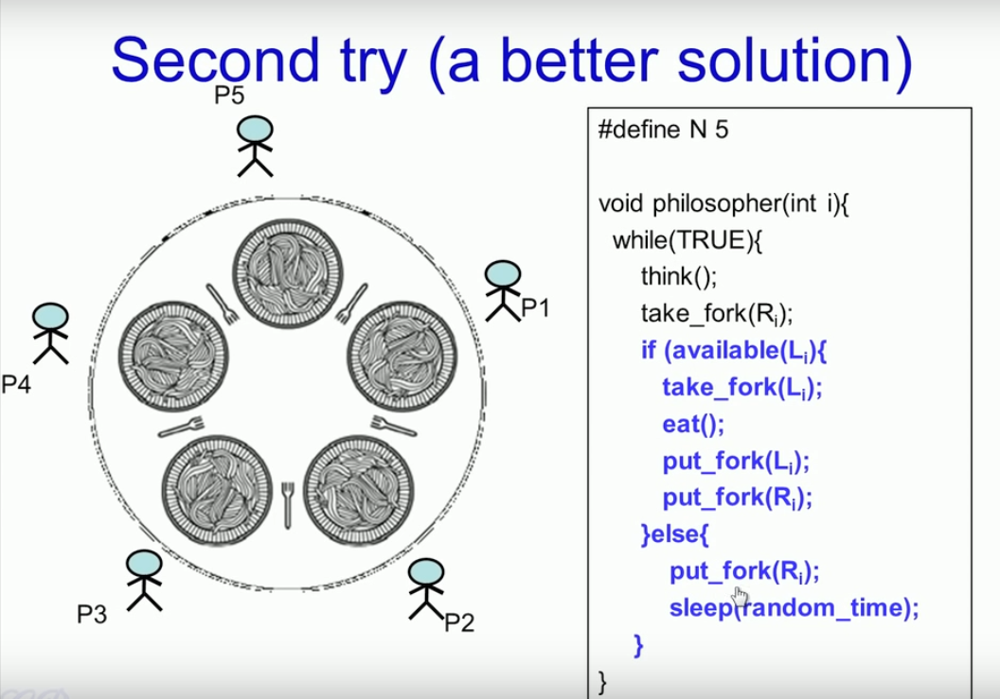 Second try (a better solution)
P5
P1
P4
P3
P2
#define N 5
void philosopher(int i){
while(TRUE){
think();
take_fork(Ri);
if (available(Li){
take_fork(Li);
eat();
put_fork(Li);
put_fork(Ri);
}else{
put_fork(Ri);
sleep(random_time);
}
}